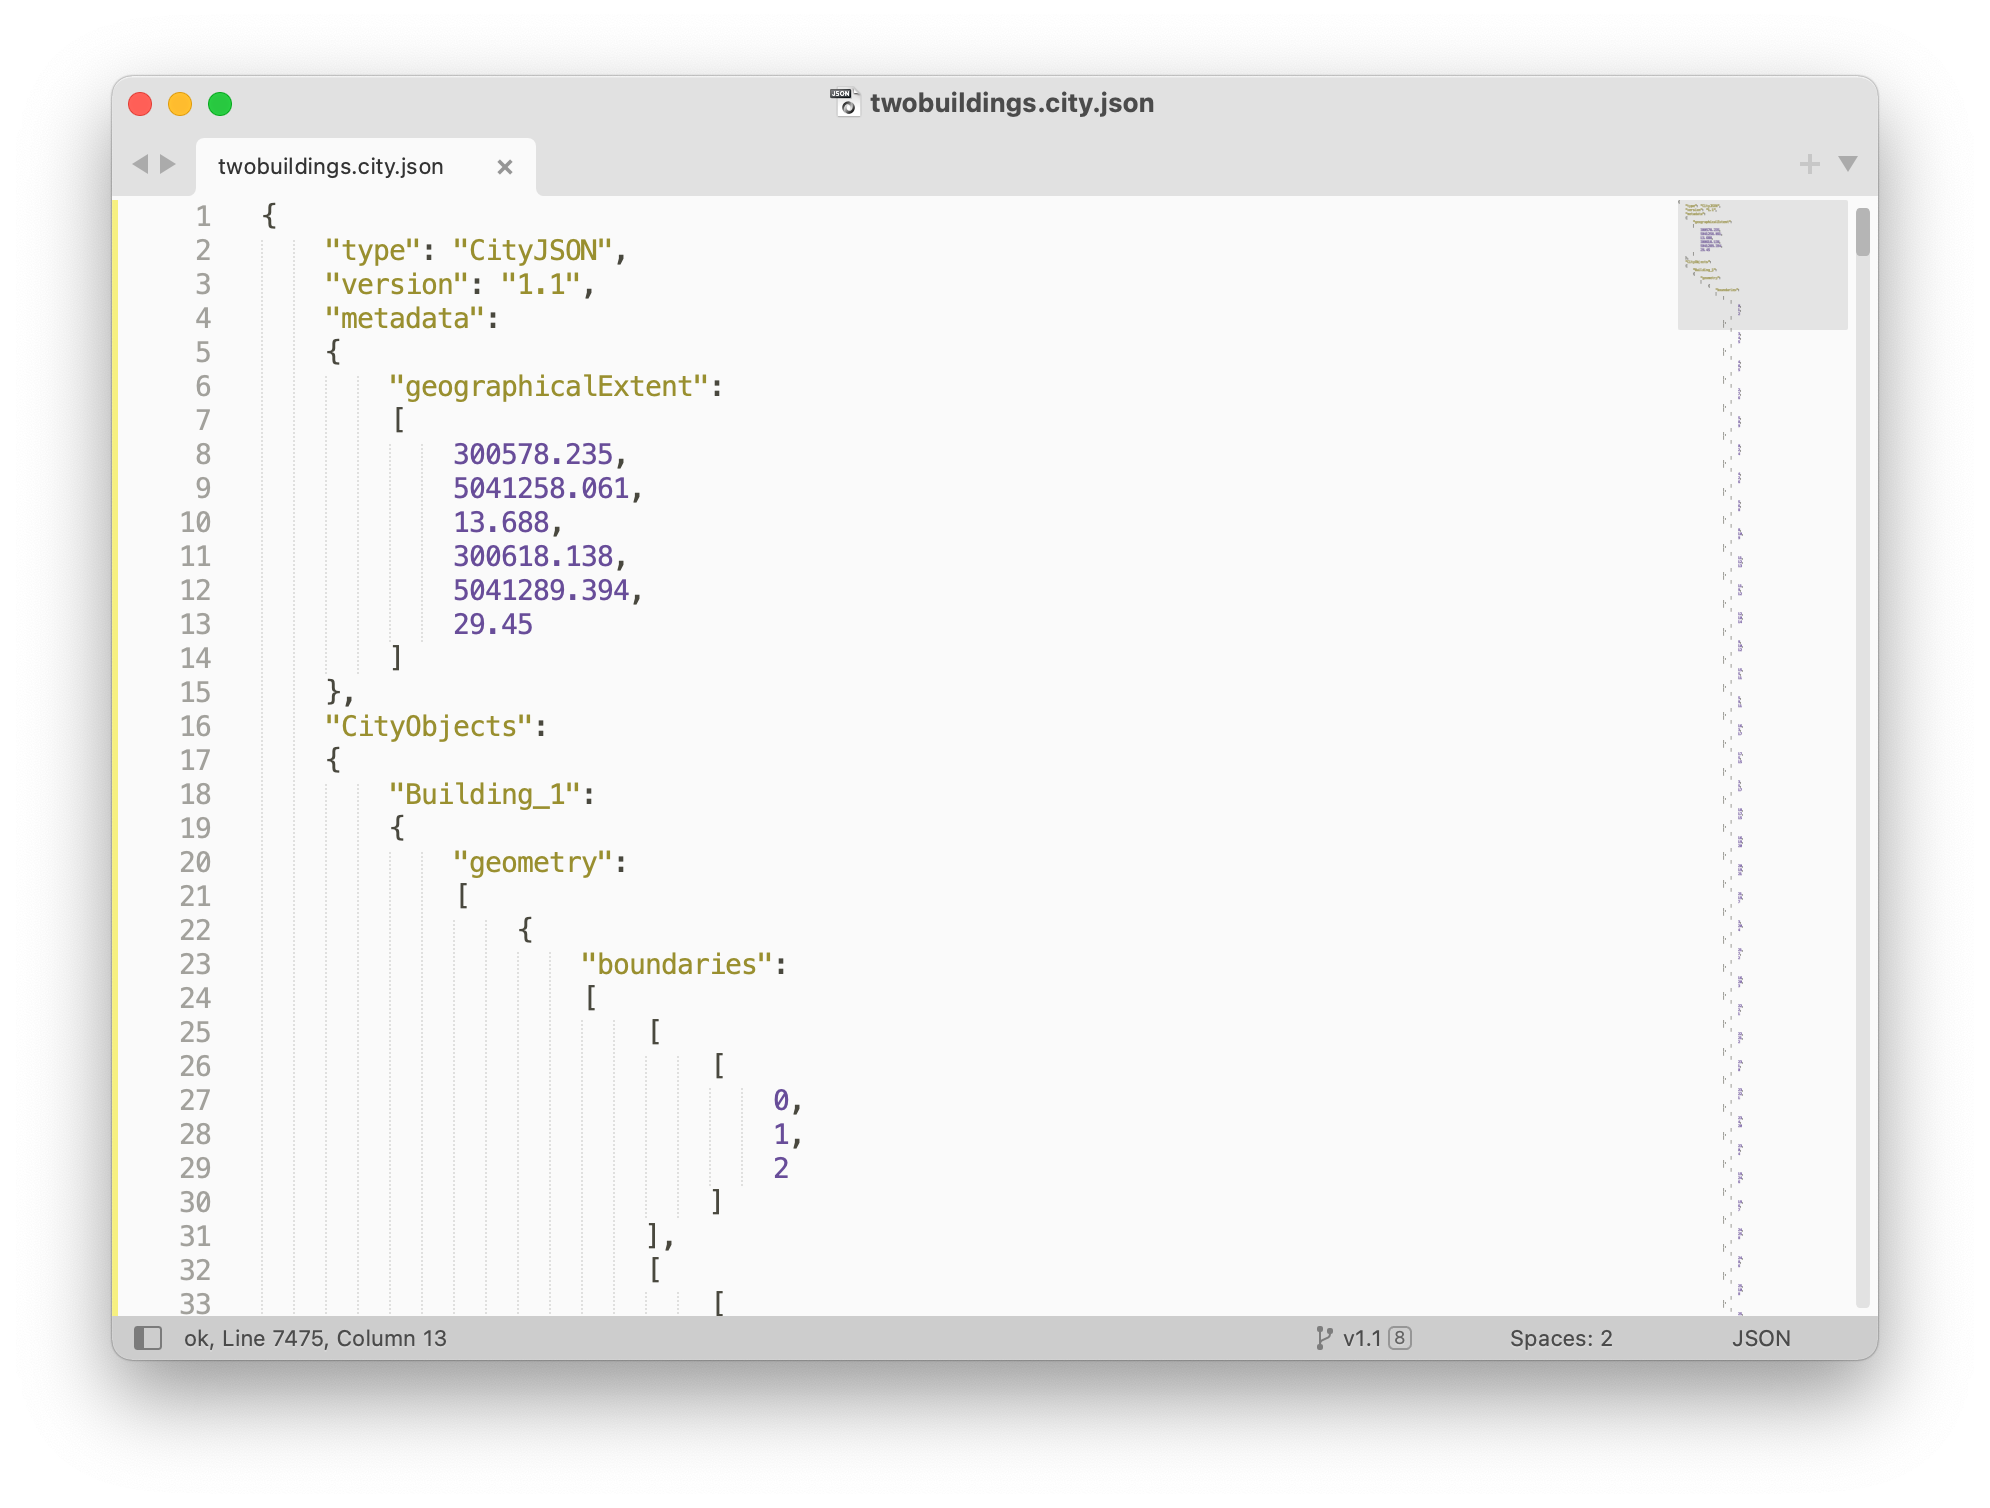 JSON
twobuildings.city.json
twobuildings.city.json
1 {
2 "type": "CityJSON",
3 "version": "1.1",
4 "metadata":
5 {
6 "geographicalExtent":
7 [
8 300578.235,
9 5041258.061,
10 13.688,
11 300618.138,
12 5041289.394,
13 29.45
14 ]
15 },
16 "CityObjects":
17 {
18 "Building_1":
19 {
20 "geometry":
21 [
22 {
23 "boundaries":
24 [
25 [
26 [
27 0,
28 1,
29 2
30 ]
31 ],
32 [
33 [
ok, Line 7475, Column 13 v1.1 8 Spaces: 2 JSON